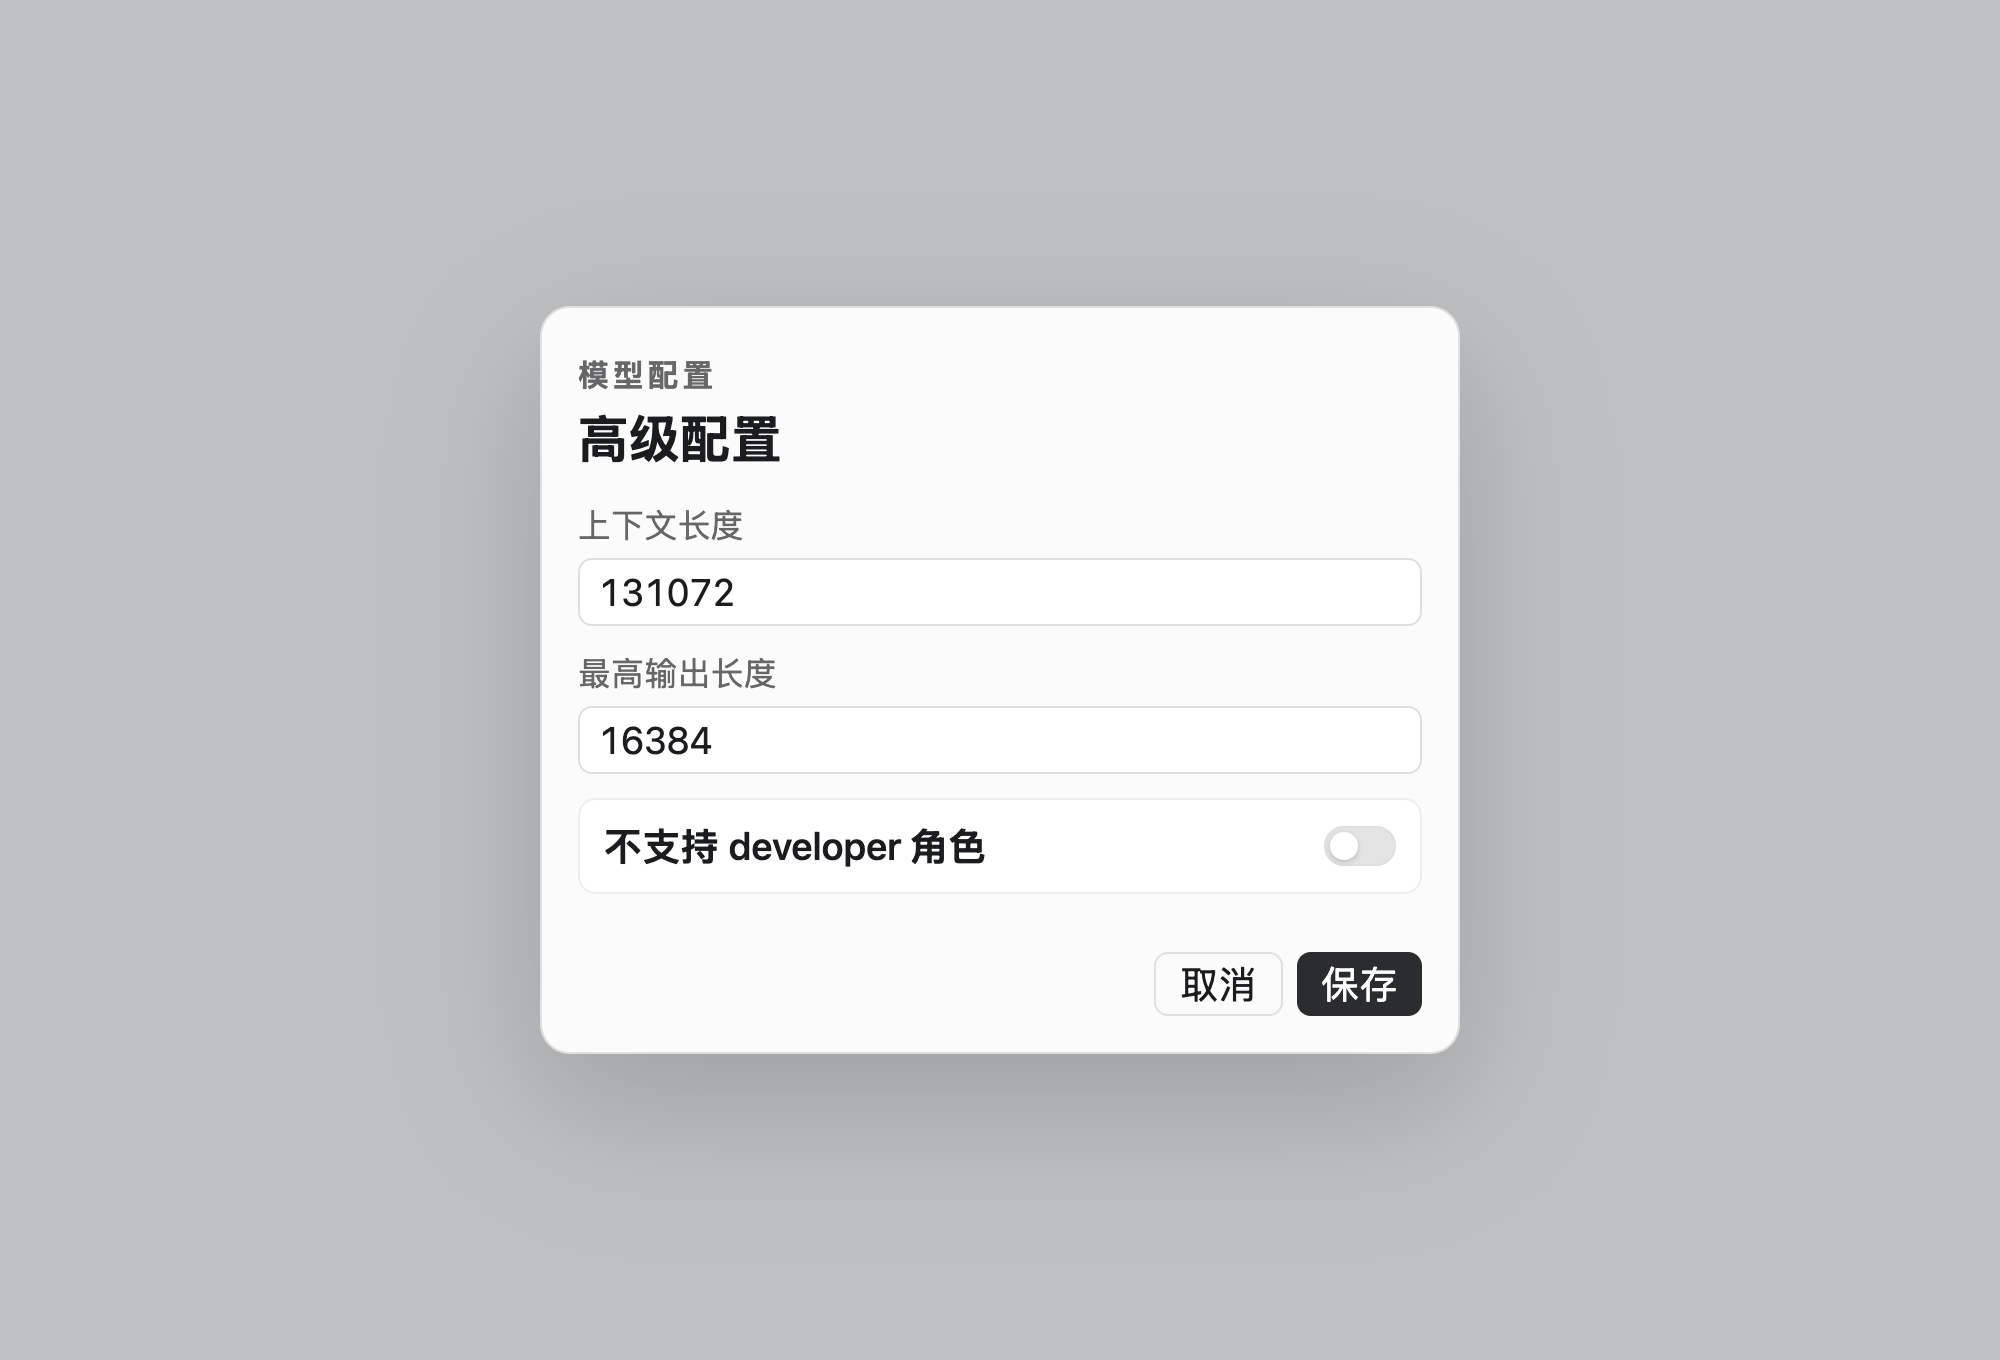 模型配置
高级配置
上下文长度
131072
最高输出长度
16384
不支持 developer 角色
取消
保存